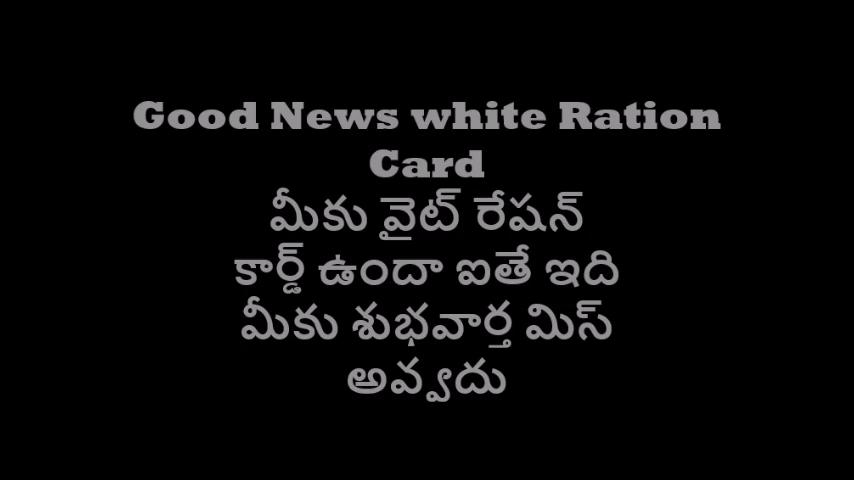 Good News white Ration
Card
మీకు వైట్ రేషన్
కార్డ్ ఉందా ఐతే ఇది
మీకు శుభవార్త మిస్
అవ్వదు